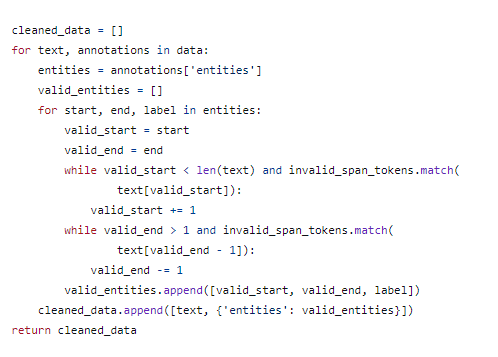 cleaned_data = []
for text, annotations in data:
    entities = annotations['entities']
    valid_entities = []
    for start, end, label in entities:
        valid_start = start
        valid_end = end
        while valid_start < len(text) and invalid_span_tokens.match(
                text[valid_start]):
            valid_start += 1
        while valid_end > 1 and invalid_span_tokens.match(
                text[valid_end - 1]):
            valid_end -= 1
        valid_entities.append([valid_start, valid_end, label])
    cleaned_data.append([text, {'entities': valid_entities}])
return cleaned_data